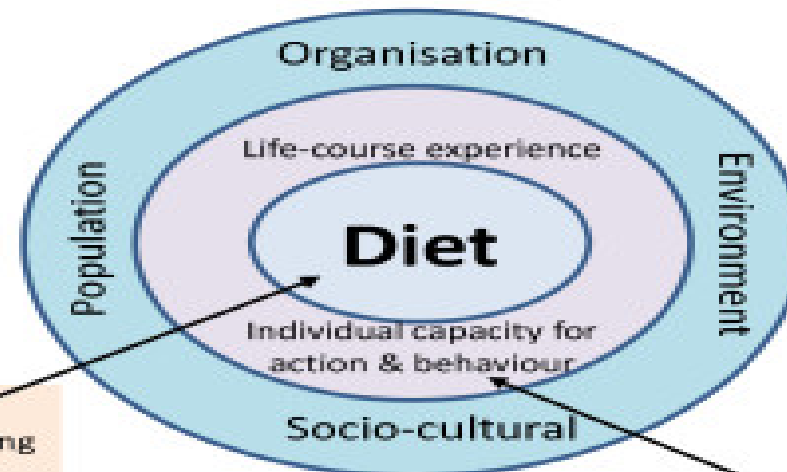 Organisation
Life-course experience
Population
Environment
Diet
Individual capacity for
action & behaviour
Socio-cultural